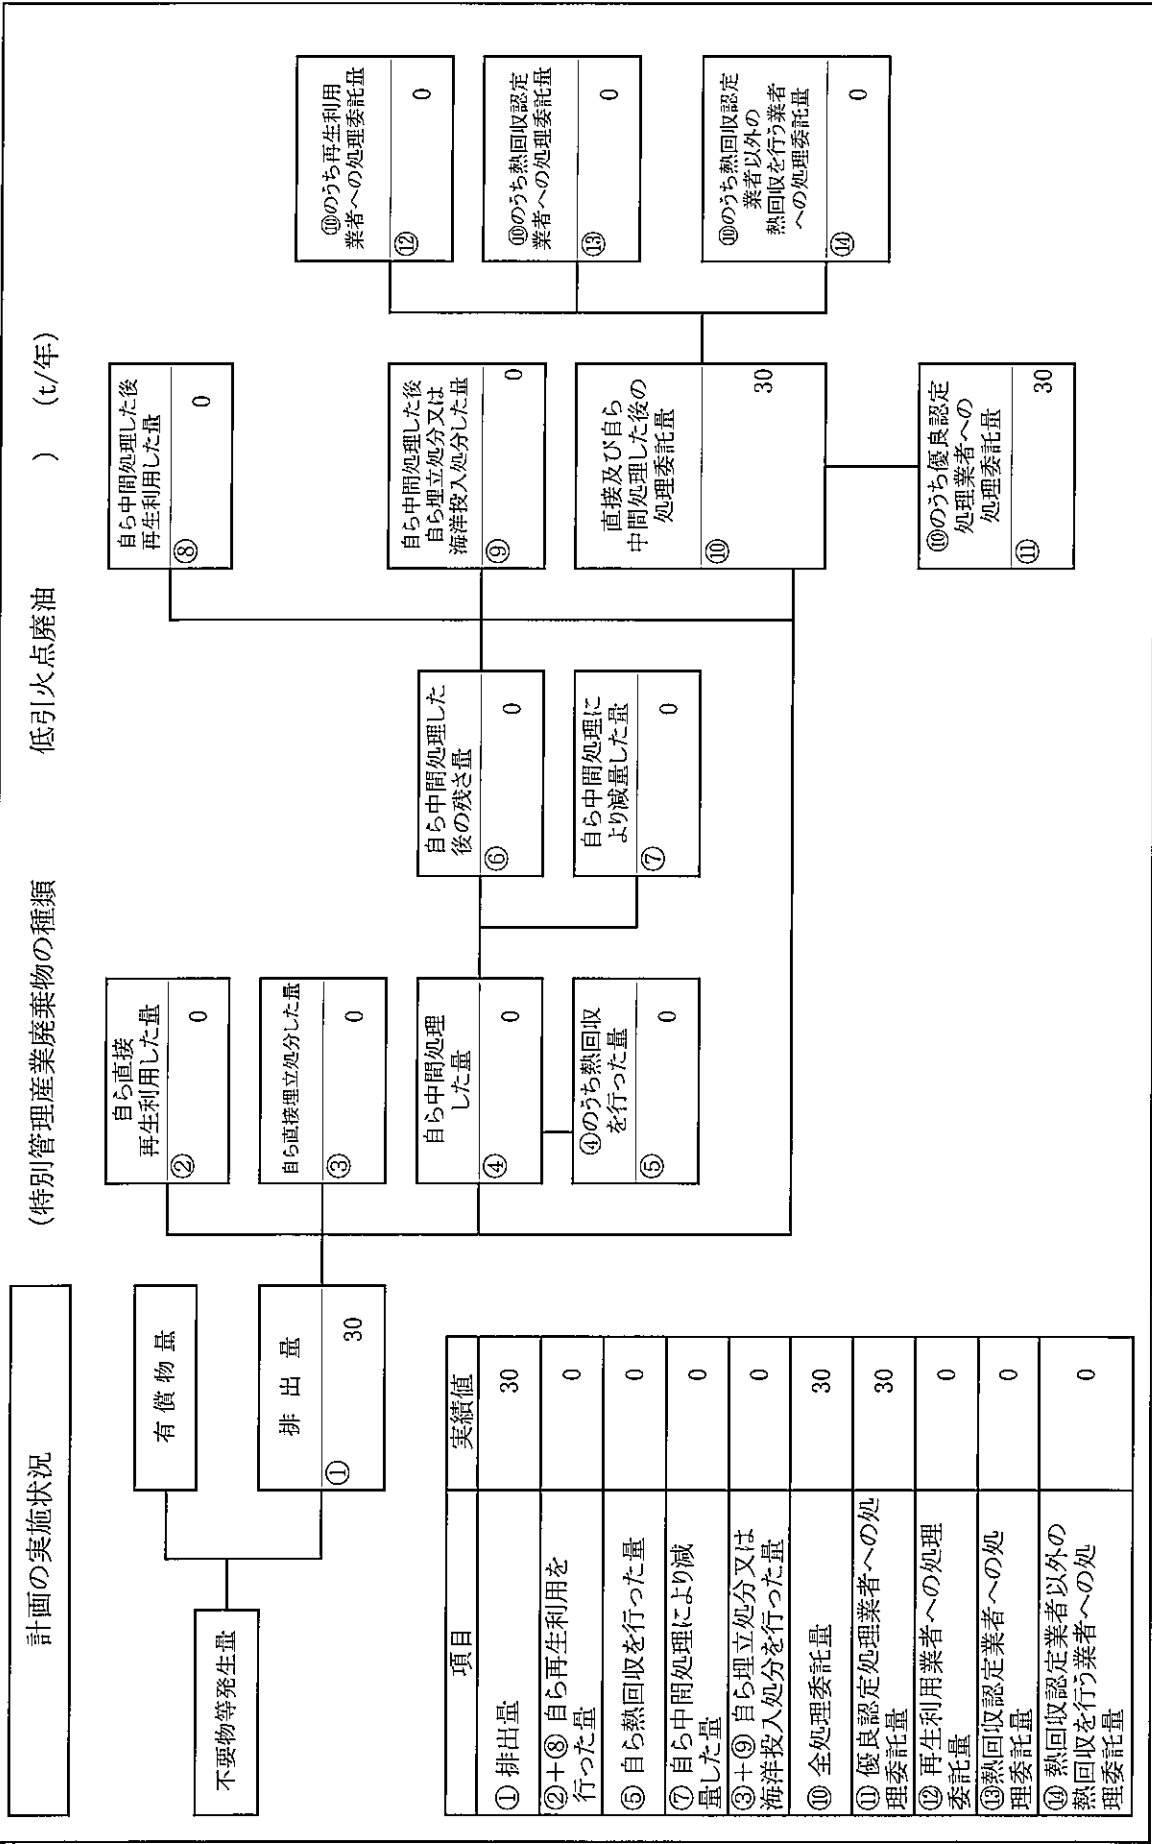 計画の実施状況
(特別管理産業廃棄物の種類 低引火点廃油 ) (t/年)
不要物等発生量
有償物量
排出量
① 30
自ら直接
再生利用した量
② 0
自ら直接埋立処分した量
③ 0
自ら中間処理
した量
④ 0
④のうち熱回収
を行った量
⑤ 0
自ら中間処理した
後の残さ量
⑥ 0
自ら中間処理に
より減量した量
⑦ 0
自ら中間処理した後
再生利用した量
⑧ 0
自ら中間処理した後
自ら埋立処分又は
海洋投入処分した量
⑨ 0
直接及び自ら
中間処理した後の
処理委託量
⑩ 30
⑩のうち優良認定
処理業者への
処理委託量
⑪ 30
⑩のうち再生利用
業者への処理委託量
⑫ 0
⑩のうち熱回収認定
業者への処理委託量
⑬ 0
⑩のうち熱回収認定
業者以外の
熱回収を行う業者
への処理委託量
⑭ 0
項目 実績値
① 排出量 30
②+⑧ 自ら再生利用を
行った量 0
⑤ 自ら熱回収を行った量 0
⑦ 自ら中間処理により減
量した量 0
③+⑨ 自ら埋立処分又は
海洋投入処分を行った量 0
⑩ 全処理委託量 30
⑪ 優良認定処理業者への処
理委託量 30
⑫ 再生利用業者への処理
委託量 0
⑬熱回収認定業者への処
理委託量 0
⑭ 熱回収認定業者以外の
熱回収を行う業者への処
理委託量 0